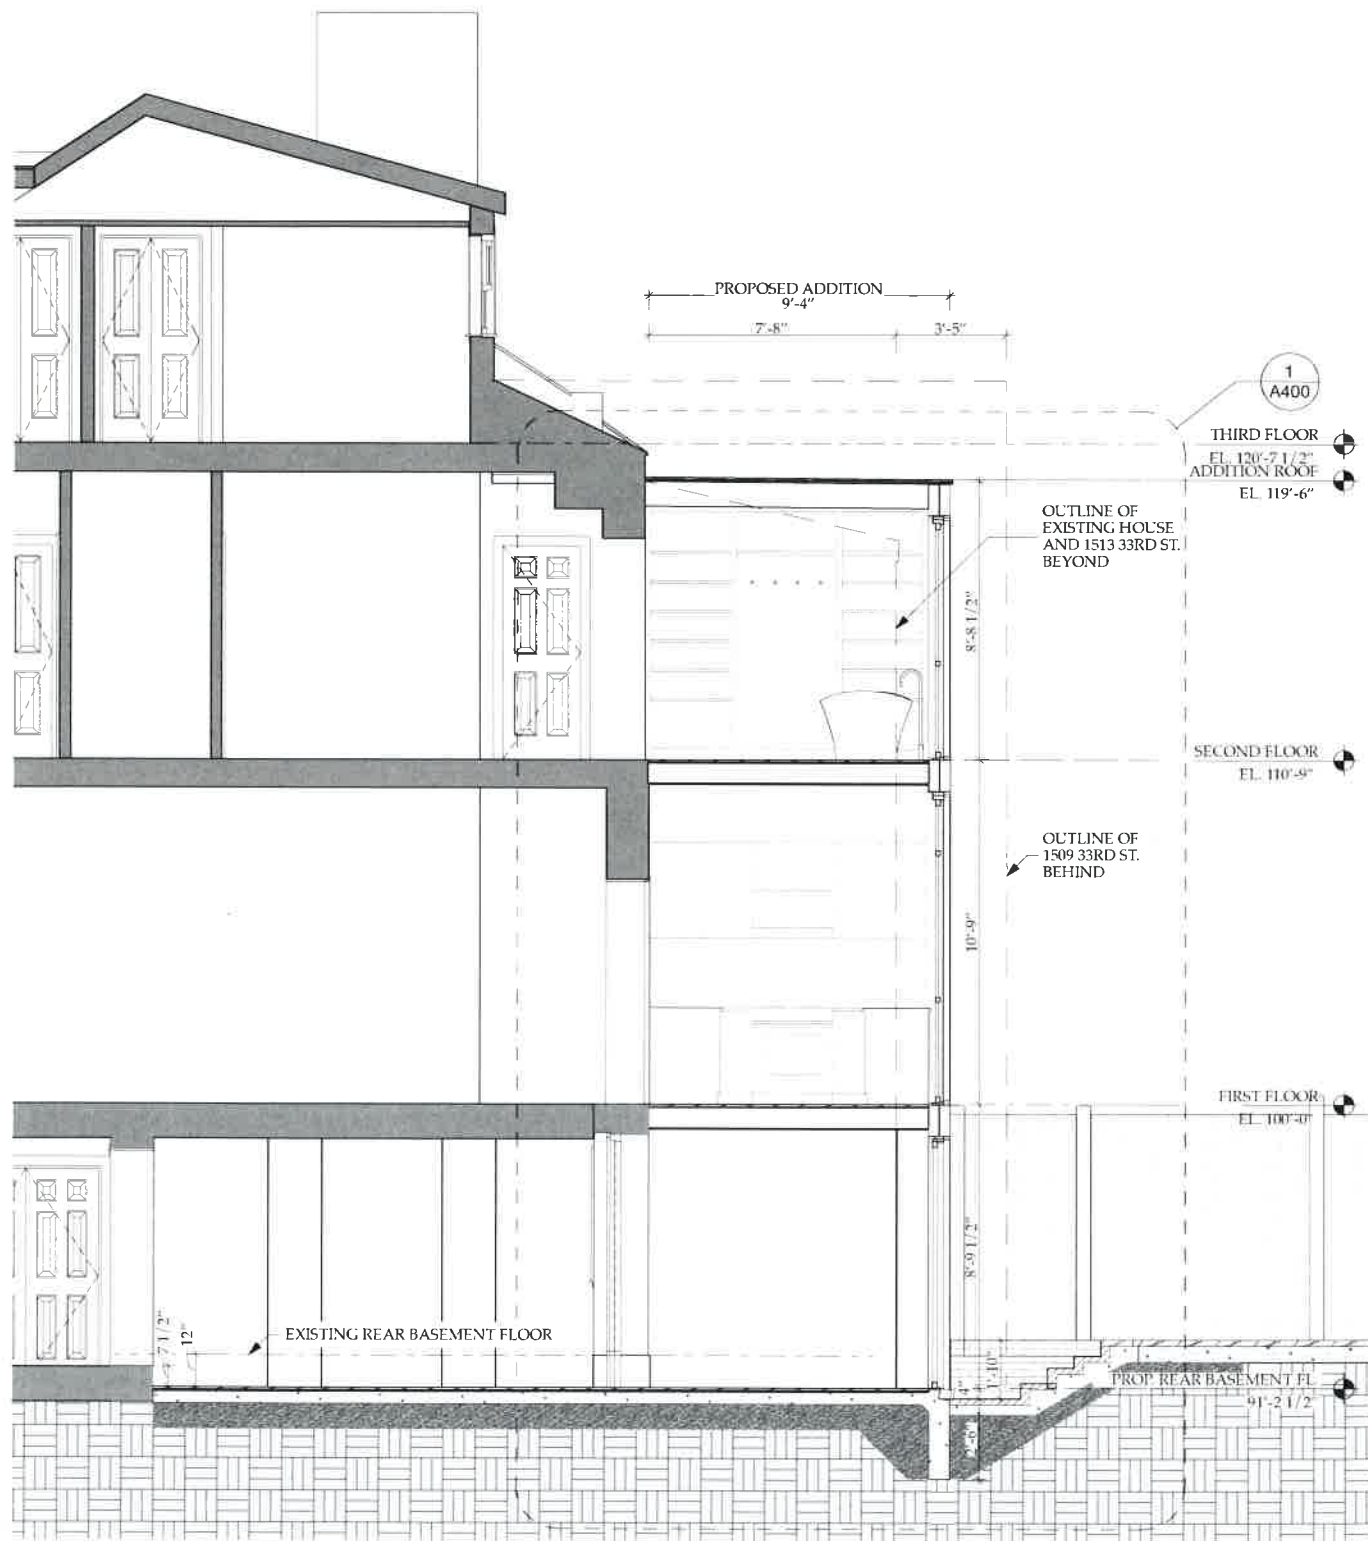 PROPOSED ADDITION
9'-4"
7'-8"
3'-5"
1
A400
THIRD FLOOR
EL. 120'-7 1/2"
ADDITION ROOF
EL. 119'-6"
OUTLINE OF
EXISTING HOUSE
AND 1513 33RD ST.
BEYOND
8'-8 1/2"
SECOND FLOOR
EL. 110'-9"
OUTLINE OF
1509 33RD ST.
BEHIND
10'-9"
FIRST FLOOR
EL. 100'-0"
8'-9 1/2"
7 1/2"
12"
EXISTING REAR BASEMENT FLOOR
4"
1'-10"
PROP. REAR BASEMENT FL
91'-2 1/2"
2'-6"